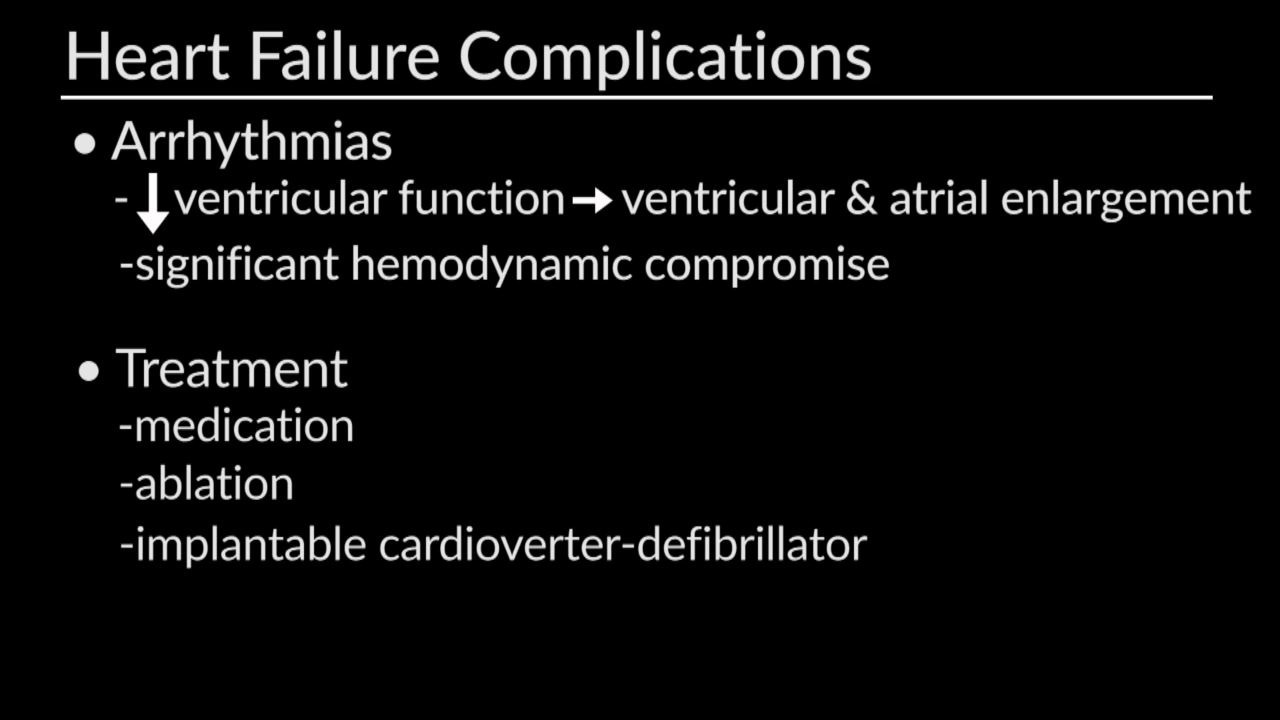 Heart Failure Complications
• Arrhythmias
- ↓ ventricular function → ventricular & atrial enlargement
-significant hemodynamic compromise
• Treatment
-medication
-ablation
-implantable cardioverter-defibrillator